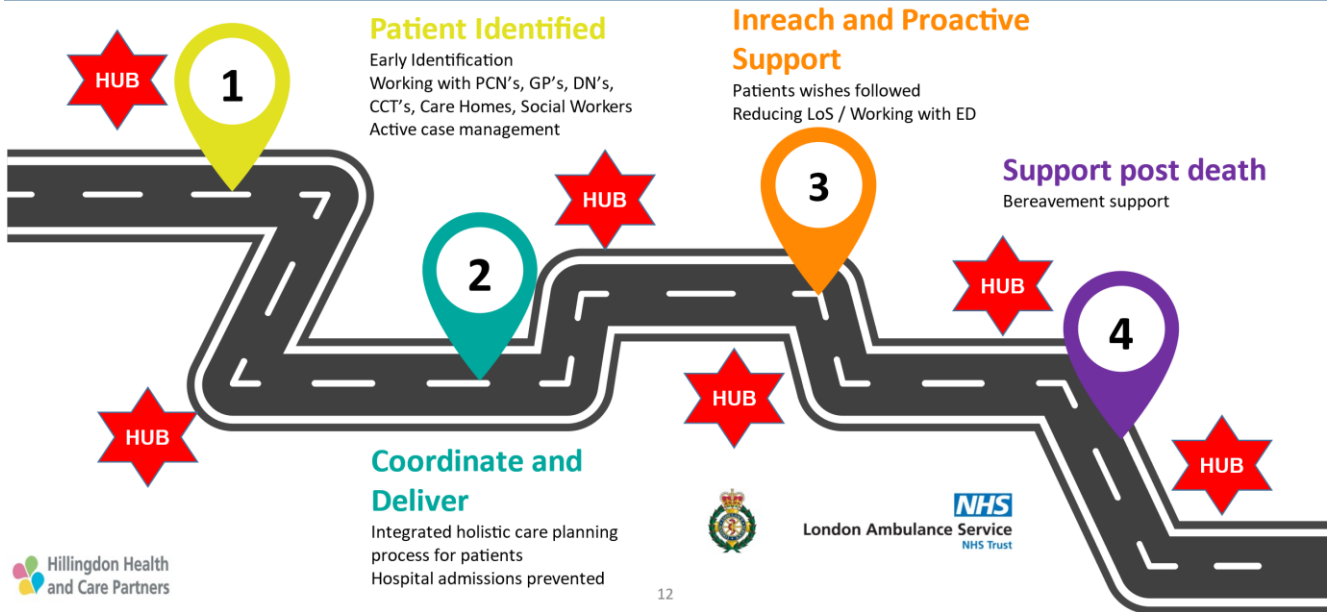 HUB
1
Patient Identified
Early Identification
Working with PCN's, GP's, DN's,
CCT's, Care Homes, Social Workers
Active case management
Inreach and Proactive
Support
Patients wishes followed
Reducing LoS / Working with ED
HUB
3
Support post death
Bereavement support
2
HUB
4
HUB
HUB
HUB
Coordinate and
Deliver
Integrated holistic care planning
process for patients
Hospital admissions prevented
NHS
London Ambulance Service
NHS Trust
Hillingdon Health
and Care Partners
12